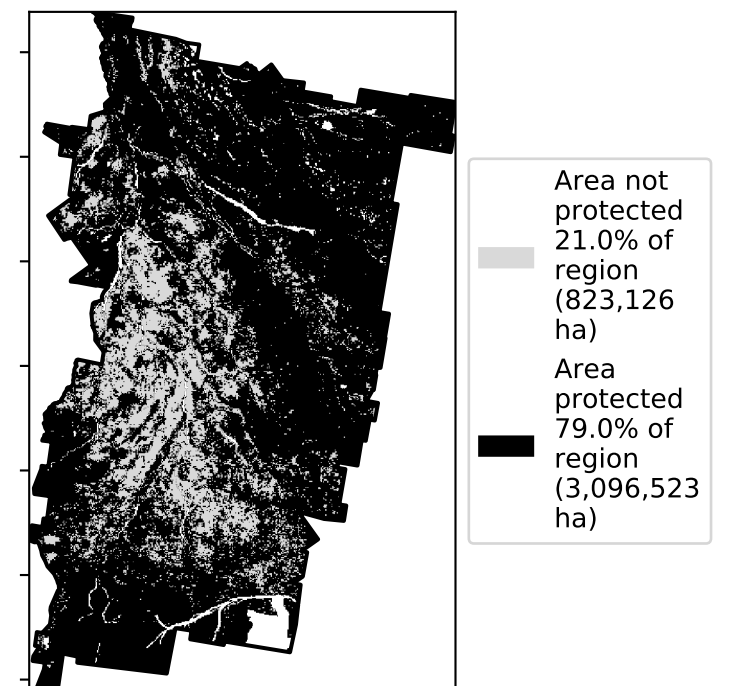 Area not
protected
21.0% of
region
(823,126
ha)
Area
protected
79.0% of
region
(3,096,523
ha)